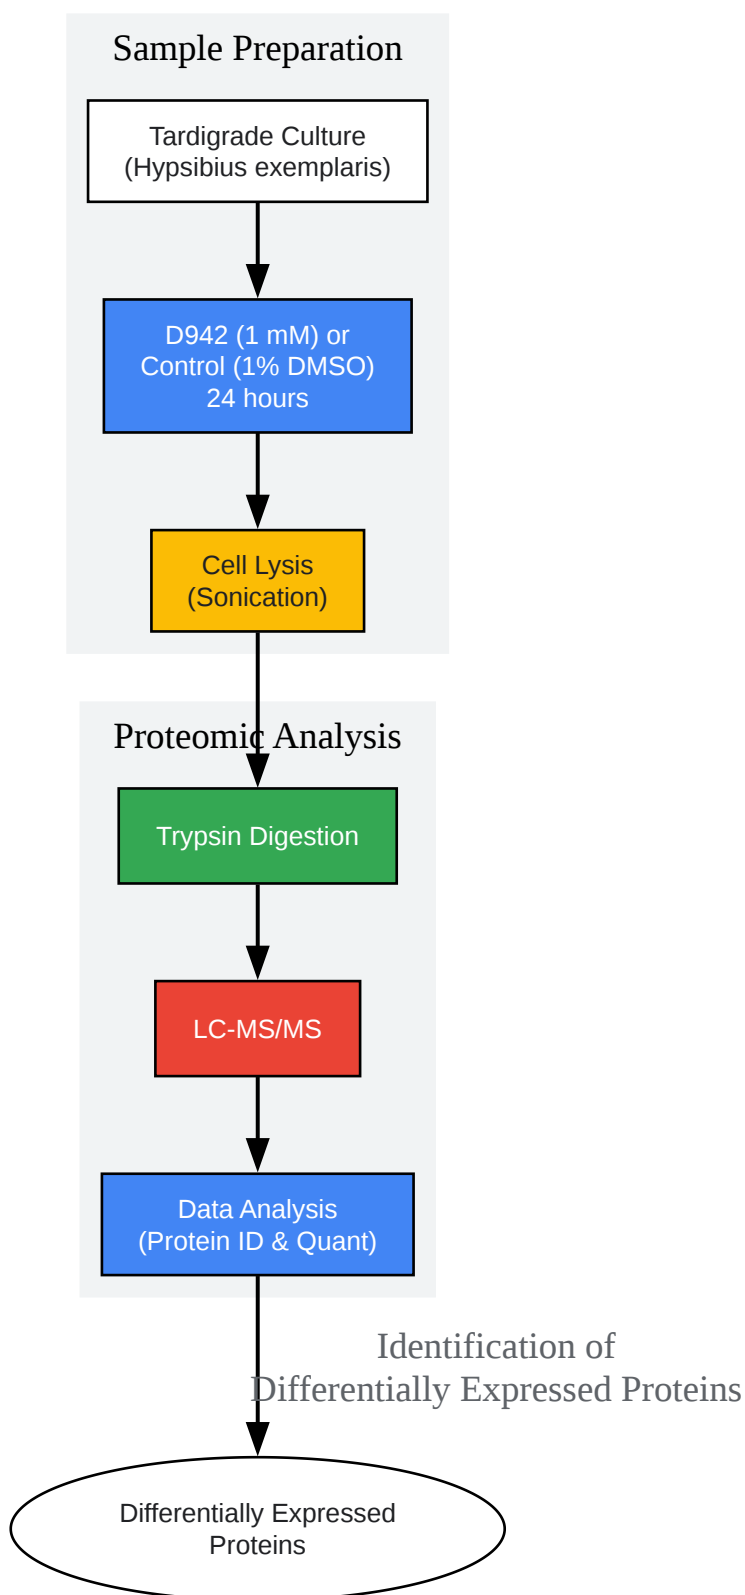 Sample Preparation
Tardigrade Culture
(Hypsibius exemplaris)
D942 (1 mM) or
Control (1% DMSO)
24 hours
Cell Lysis
(Sonication)
Proteomic Analysis
Trypsin Digestion
LC-MS/MS
Data Analysis
(Protein ID & Quant)
Identification of
Differentially Expressed Proteins
Differentially Expressed
Proteins